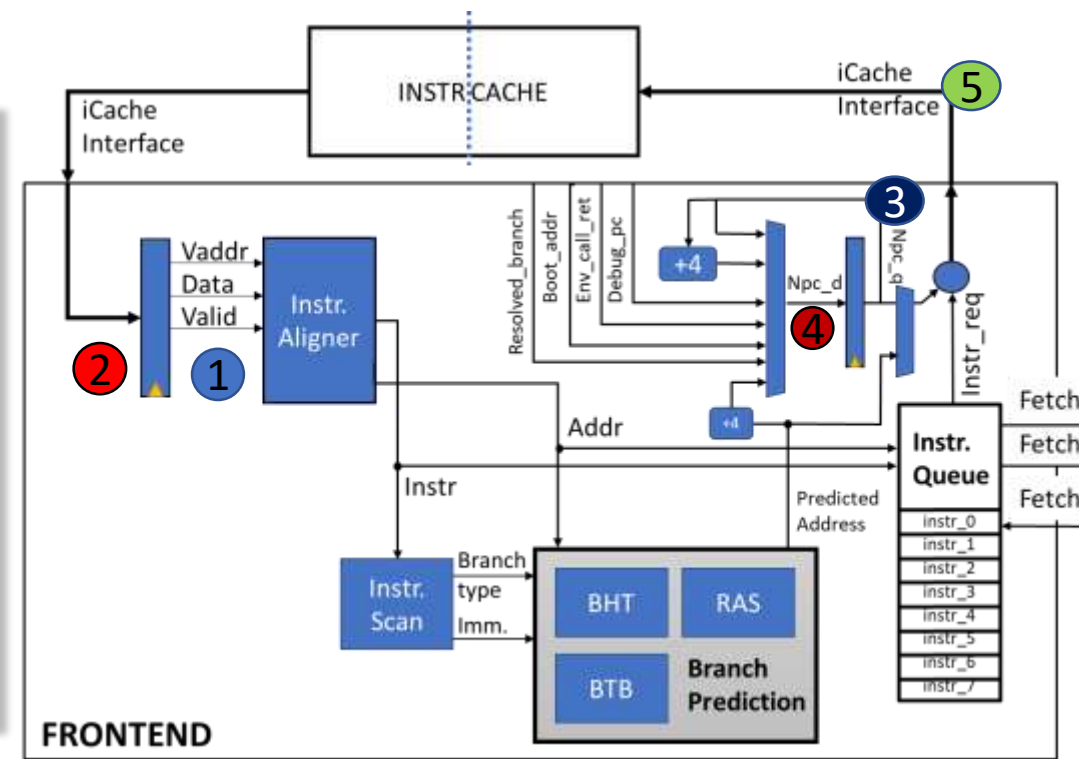 INSTR CACHE
iCache
Interface
5
iCache
Interface
3
Resolved_branch
Boot_addr
Env_call_ret
Debug_pc
+4
Npc_d
Npc_q
4
Vaddr
Data
Valid
2
1
Instr.
Aligner
Instr_req
+4
Fetch
Fetch
Fetch
Addr
Instr
Instr.
Queue
instr_0
instr_1
instr_2
instr_3
instr_4
instr_5
instr_6
instr_7
Predicted
Address
Instr.
Scan
Branch
type
Imm.
BHT
RAS
BTB
Branch
Prediction
FRONTEND